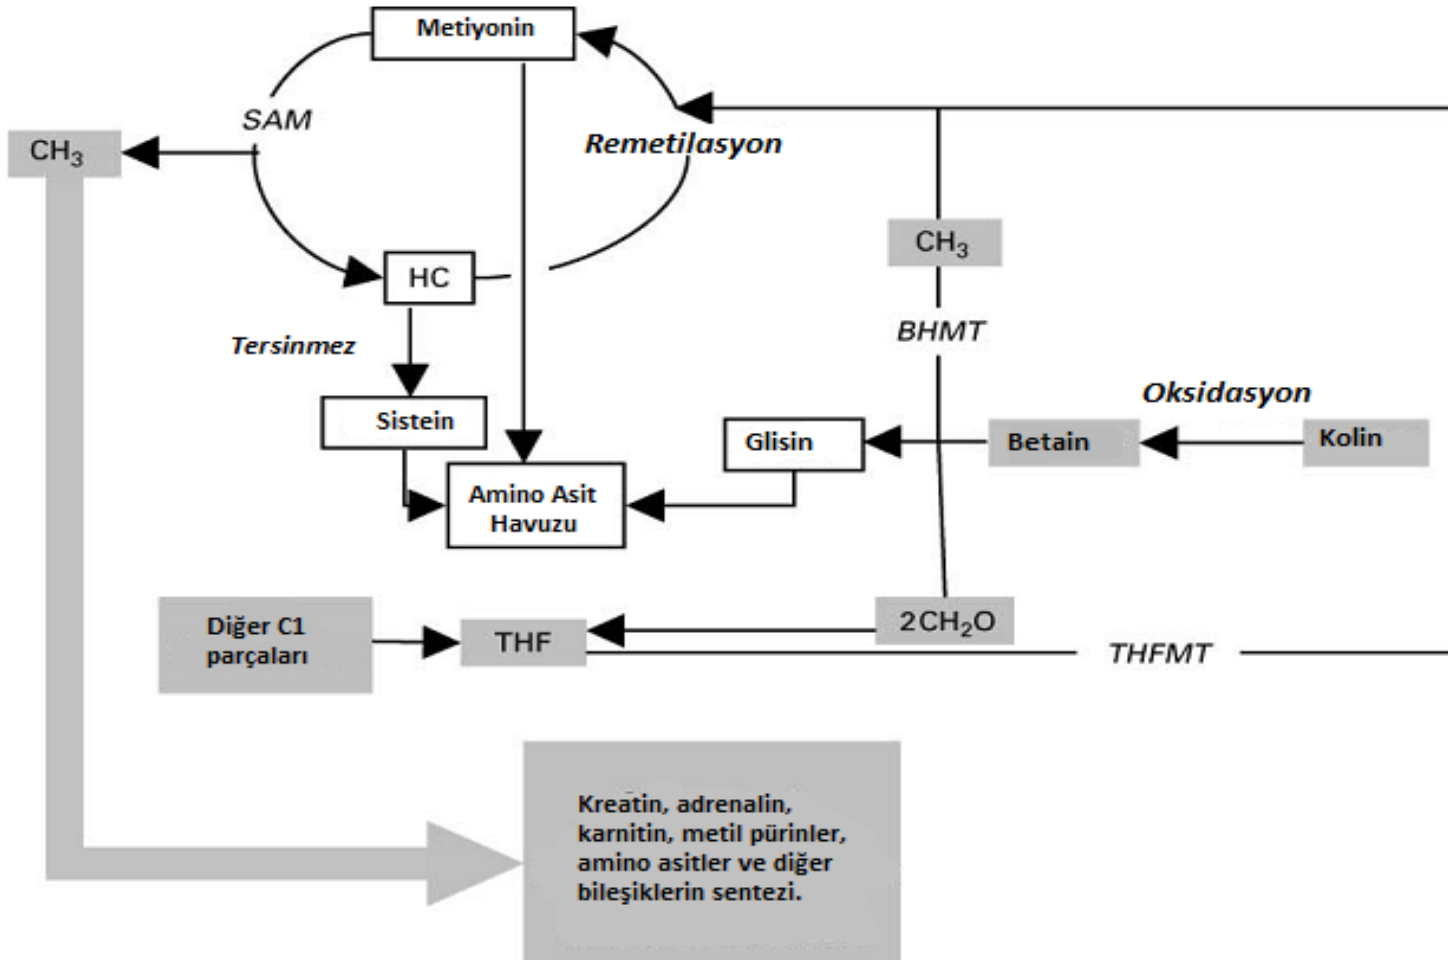 Metiyonin
SAM
CH₃
Remetilasyon
CH₃
HC
BHMT
Tersinmez
Oksidasyon
Sistein
Glisin
Betain
Kolin
Amino Asit
Havuzu
Diğer C1
parçaları
THF
2CH₂O
THFMT
Kreatin, adrenalin,
karnitin, metil pürinler,
amino asitler ve diğer
bileşiklerin sentezi.